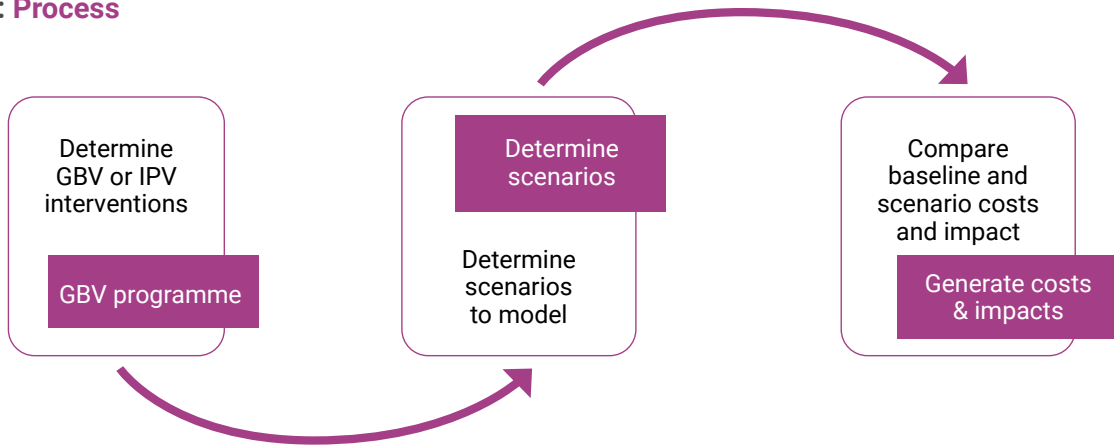 : Process
Determine
GBV or IPV
interventions
GBV programme
Determine
scenarios
Determine
scenarios
to model
Compare
baseline and
scenario costs
and impact
Generate costs
& impacts